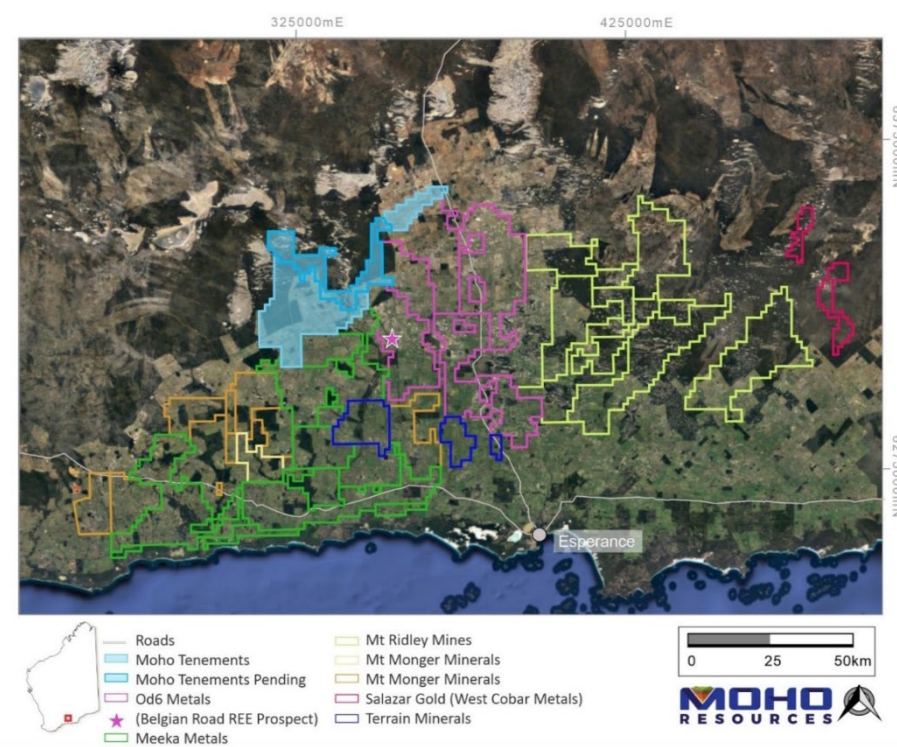 325000mE 425000mE
6375000mN
6275000mN
Esperance
Roads
Moho Tenements
Moho Tenements Pending
Od6 Metals
(Belgian Road REE Prospect)
Meeka Metals
Mt Ridley Mines
Mt Monger Minerals
Mt Monger Minerals
Salazar Gold (West Cobar Metals)
Terrain Minerals
0 25 50km
MOHO
RESOURCES